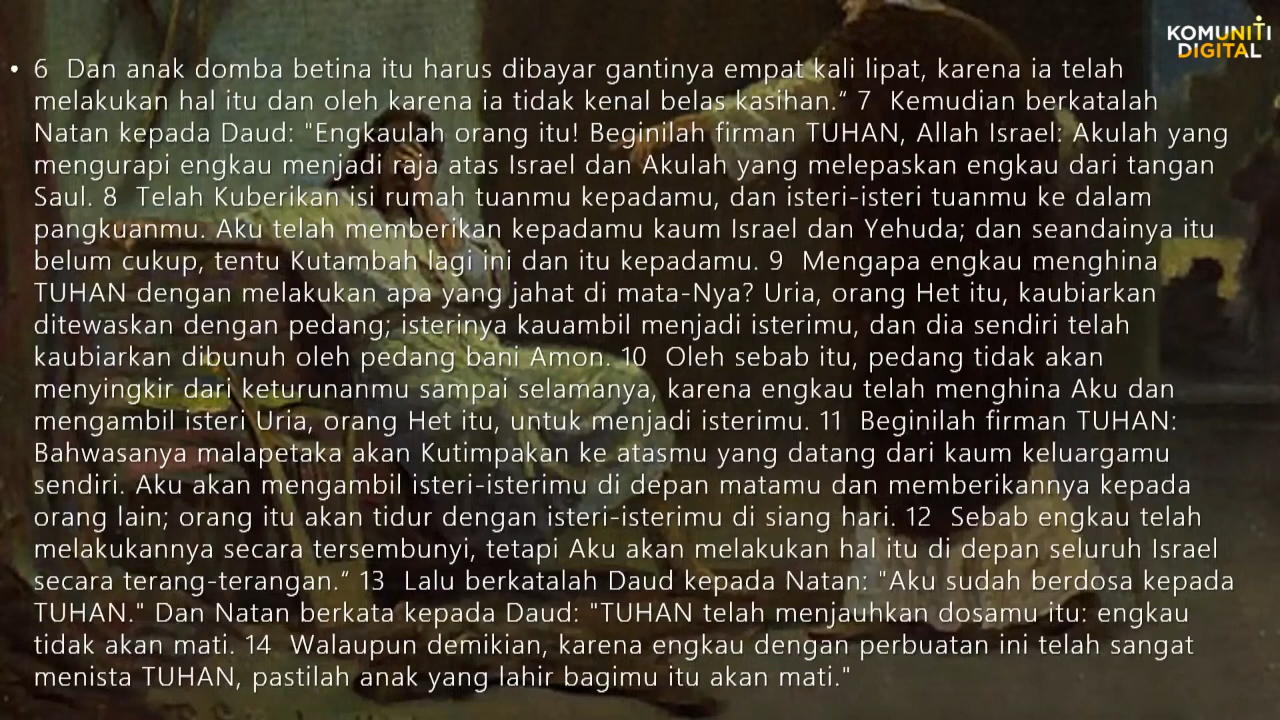 KOMUNITI
DIGITAL
• 6  Dan anak domba betina itu harus dibayar gantinya empat kali lipat, karena ia telah
melakukan hal itu dan oleh karena ia tidak kenal belas kasihan.“ 7  Kemudian berkatalah
Natan kepada Daud: "Engkaulah orang itu! Beginilah firman TUHAN, Allah Israel: Akulah yang
mengurapi engkau menjadi raja atas Israel dan Akulah yang melepaskan engkau dari tangan
Saul. 8  Telah Kuberikan isi rumah tuanmu kepadamu, dan isteri-isteri tuanmu ke dalam
pangkuanmu. Aku telah memberikan kepadamu kaum Israel dan Yehuda; dan seandainya itu
belum cukup, tentu Kutambah lagi ini dan itu kepadamu. 9  Mengapa engkau menghina
TUHAN dengan melakukan apa yang jahat di mata-Nya? Uria, orang Het itu, kaubiarkan
ditewaskan dengan pedang; isterinya kauambil menjadi isterimu, dan dia sendiri telah
kaubiarkan dibunuh oleh pedang bani Amon. 10  Oleh sebab itu, pedang tidak akan
menyingkir dari keturunanmu sampai selamanya, karena engkau telah menghina Aku dan
mengambil isteri Uria, orang Het itu, untuk menjadi isterimu. 11  Beginilah firman TUHAN:
Bahwasanya malapetaka akan Kutimpakan ke atasmu yang datang dari kaum keluargamu
sendiri. Aku akan mengambil isteri-isterimu di depan matamu dan memberikannya kepada
orang lain; orang itu akan tidur dengan isteri-isterimu di siang hari. 12  Sebab engkau telah
melakukannya secara tersembunyi, tetapi Aku akan melakukan hal itu di depan seluruh Israel
secara terang-terangan.“ 13  Lalu berkatalah Daud kepada Natan: "Aku sudah berdosa kepada
TUHAN." Dan Natan berkata kepada Daud: "TUHAN telah menjauhkan dosamu itu: engkau
tidak akan mati. 14  Walaupun demikian, karena engkau dengan perbuatan ini telah sangat
menista TUHAN, pastilah anak yang lahir bagimu itu akan mati."